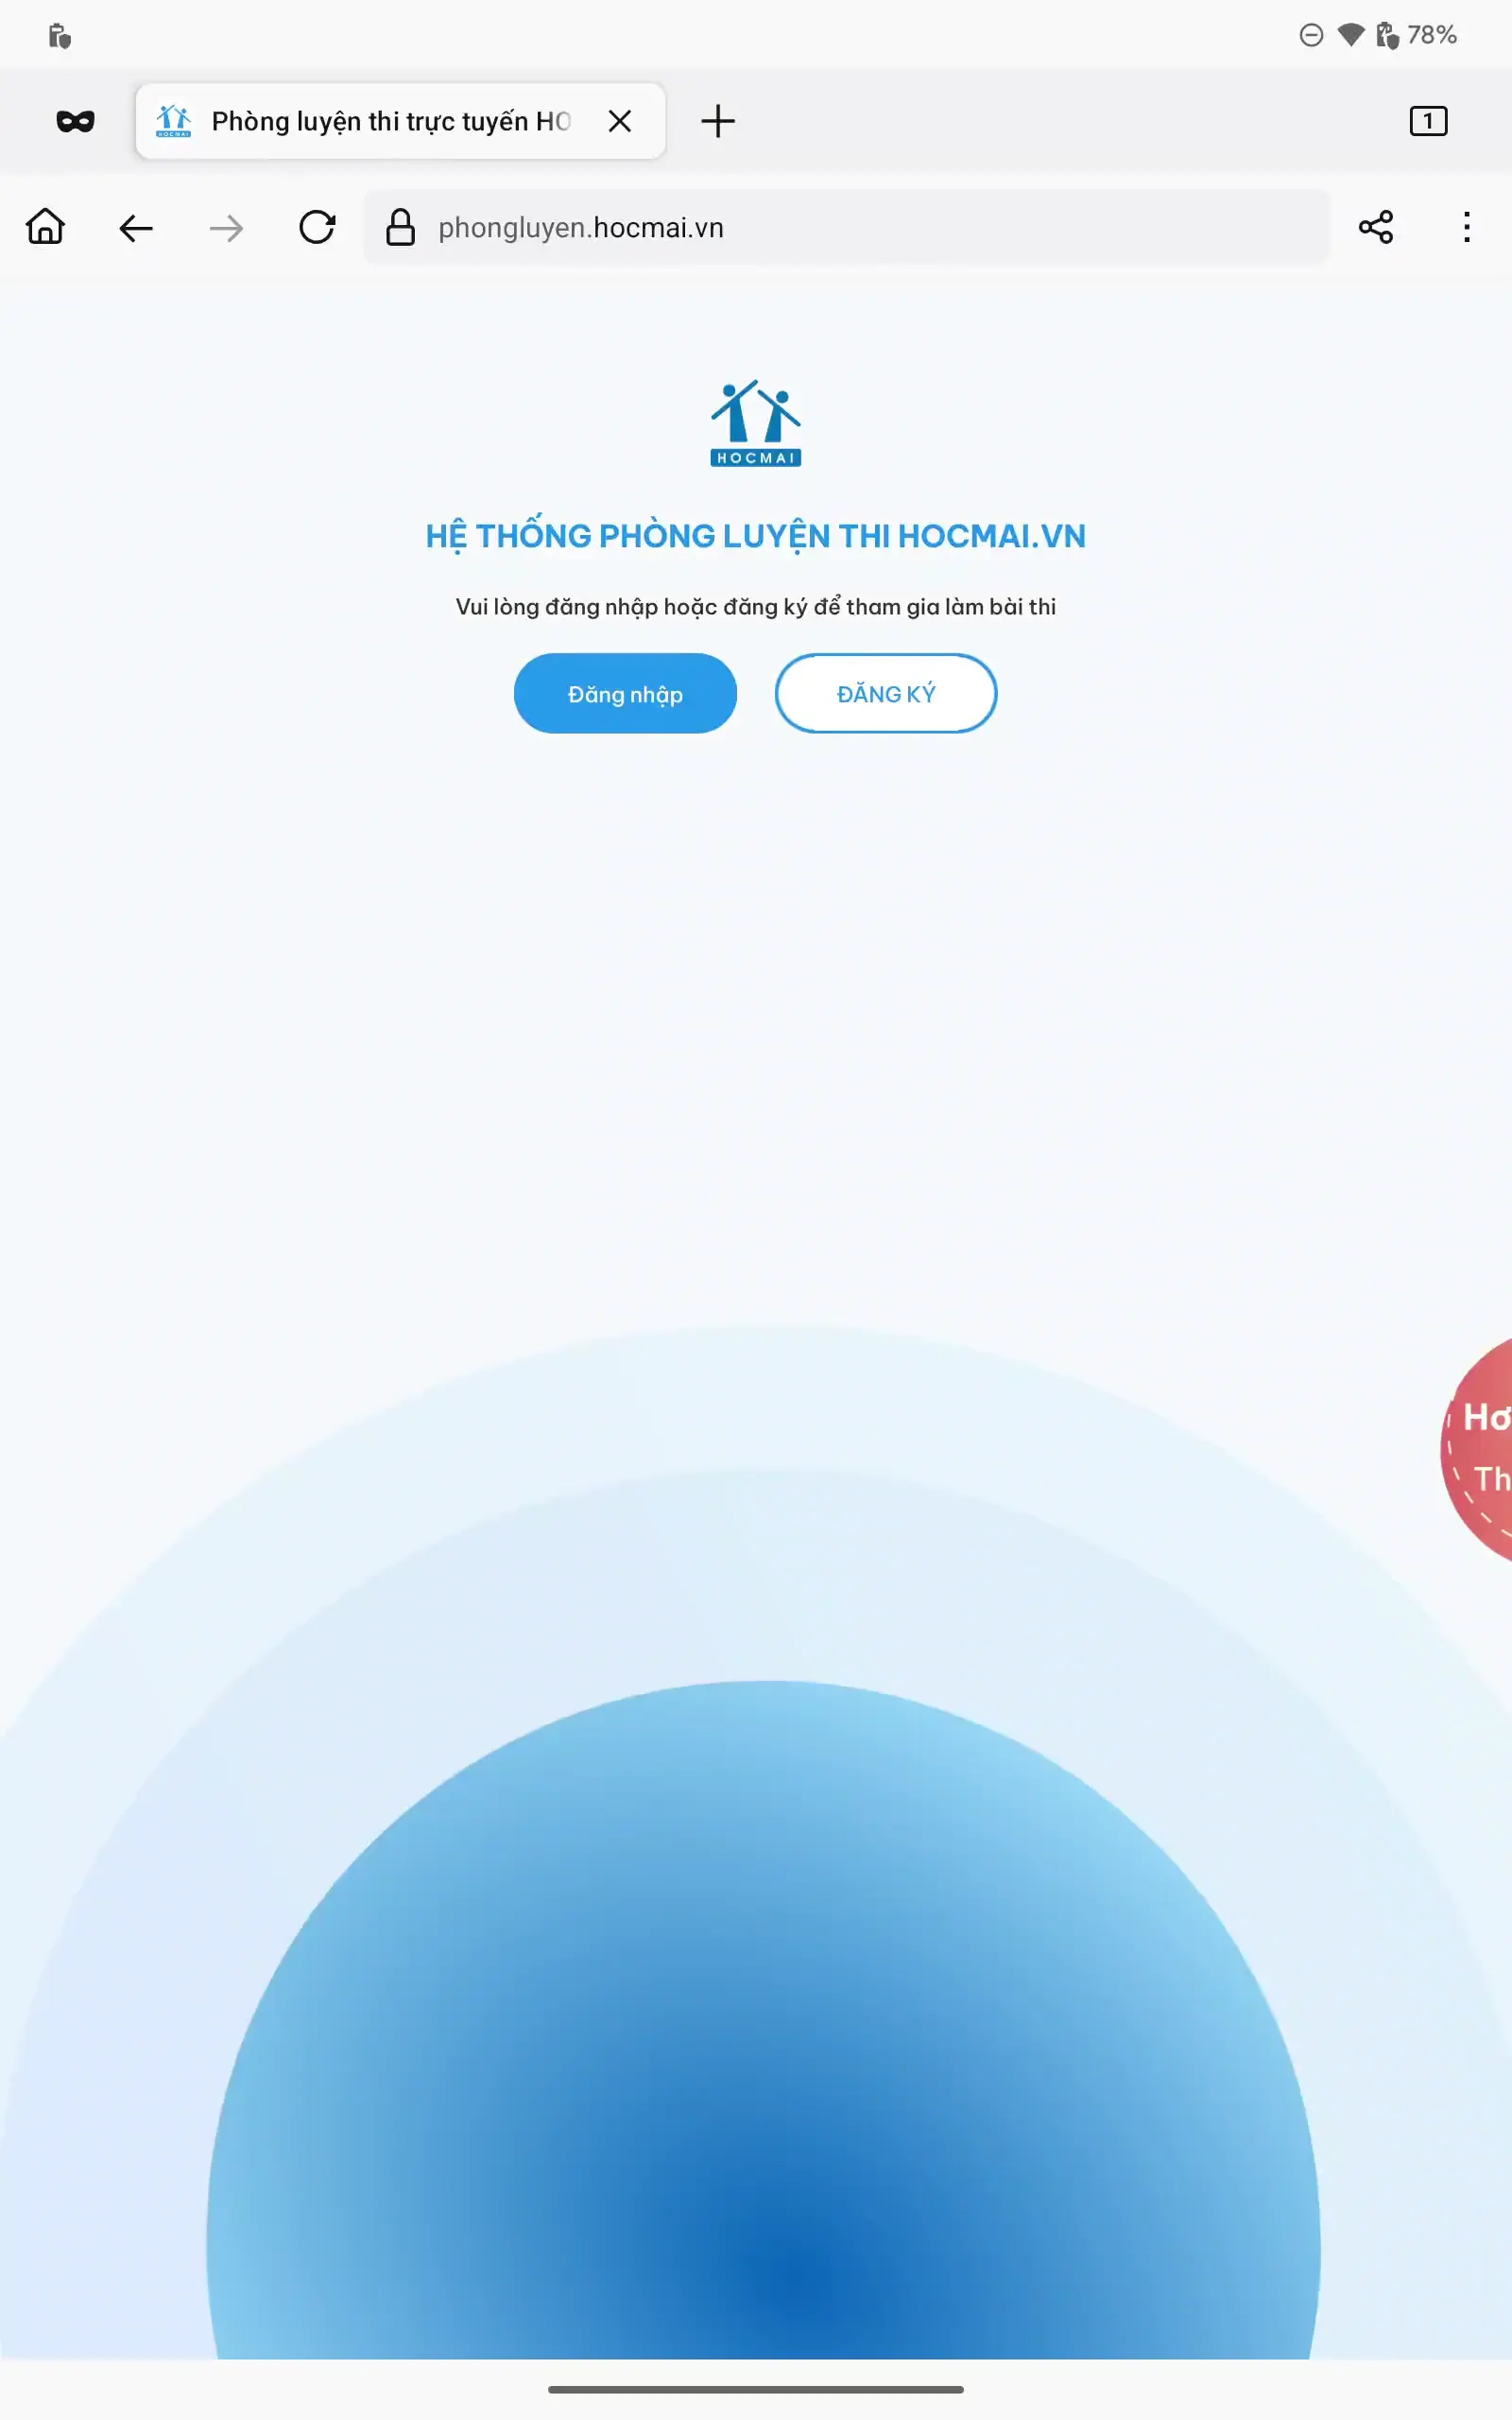 78%
Phòng luyện thi trực tuyến HO
1
phongluyen.hocmai.vn
HOCMAI
HỆ THỐNG PHÒNG LUYỆN THI HOCMAI.VN
Vui lòng đăng nhập hoặc đăng ký để tham gia làm bài thi
Đăng nhập
ĐĂNG KÝ
Hơ
Th